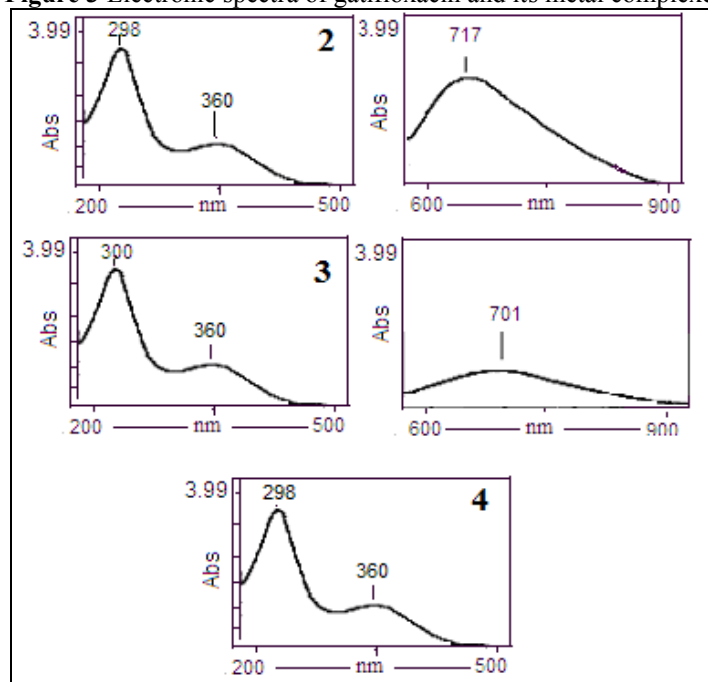 Figure 3 Electronic spectra of gatifloxacin and its metal complexe
3.99 298 2 360 Abs 200 nm 500
3.99 717 Abs 600 nm 900
3.99 300 3 360 Abs 200 nm 500
3.99 701 Abs 600 nm 900
3.99 298 4 360 Abs 200 nm 500